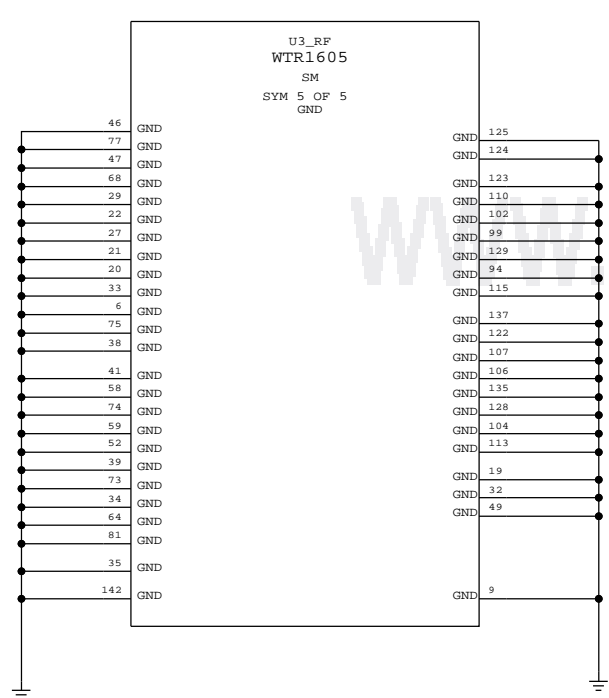 U3_RF
WTR1605
SM
SYM 5 OF 5
GND
46 GND
77 GND
47 GND
68 GND
29 GND
22 GND
27 GND
21 GND
20 GND
33 GND
6 GND
75 GND
38 GND
41 GND
58 GND
74 GND
59 GND
52 GND
39 GND
73 GND
34 GND
64 GND
81 GND
35 GND
142 GND
GND 125
GND 124
GND 123
GND 110
GND 102
GND 99
GND 129
GND 94
GND 115
GND 137
GND 122
GND 107
GND 106
GND 135
GND 128
GND 104
GND 113
GND 19
GND 32
GND 49
GND 9
www.